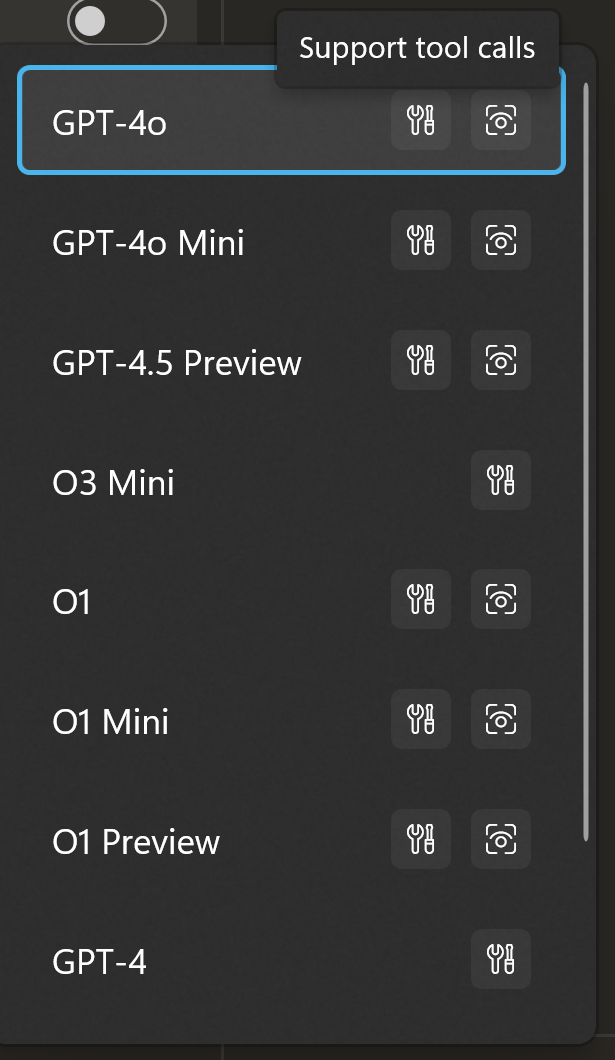 Support tool calls
GPT-4o
GPT-4o Mini
GPT-4.5 Preview
O3 Mini
O1
O1 Mini
O1 Preview
GPT-4